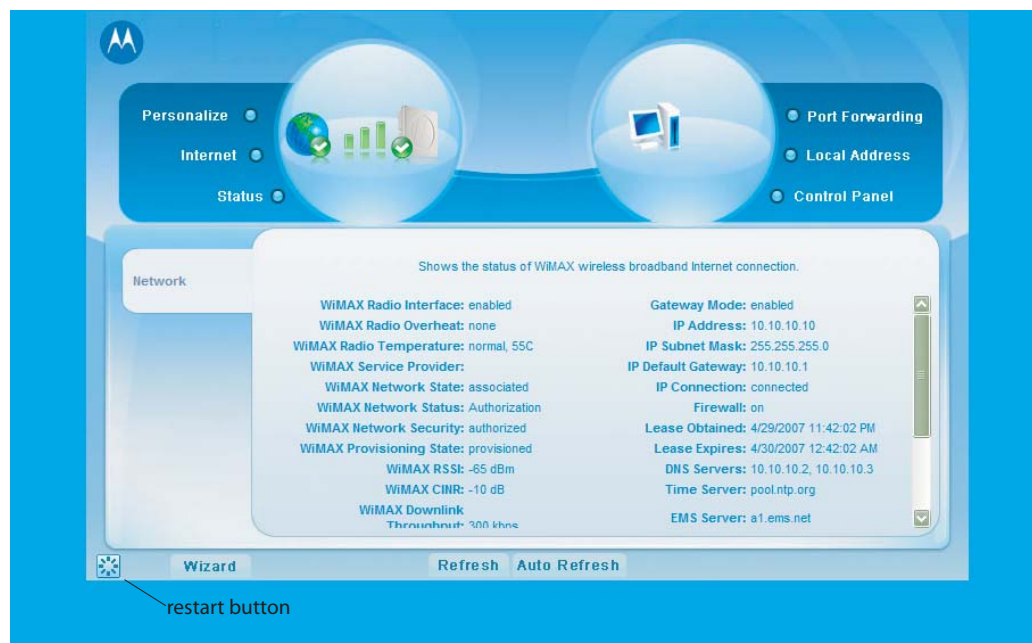 Personalize
Internet
Status
Port Forwarding
Local Address
Control Panel
Network
Shows the status of WiMAX wireless broadband Internet connection.
WiMAX Radio Interface: enabled
WiMAX Radio Overheat: none
WiMAX Radio Temperature: normal, 55C
WiMAX Service Provider:
WiMAX Network State: associated
WiMAX Network Status: Authorization
WiMAX Network Security: authorized
WiMAX Provisioning State: provisioned
WiMAX RSSI: -65 dBm
WiMAX CINR: -10 dB
WiMAX Downlink
Throughput: 300 kbps
Gateway Mode: enabled
IP Address: 10.10.10.10
IP Subnet Mask: 255.255.255.0
IP Default Gateway: 10.10.10.1
IP Connection: connected
Firewall: on
Lease Obtained: 4/29/2007 11:42:02 PM
Lease Expires: 4/30/2007 12:42:02 AM
DNS Servers: 10.10.10.2, 10.10.10.3
Time Server: pool.ntp.org
EMS Server: a1.ems.net
Wizard
Refresh
Auto Refresh
restart button